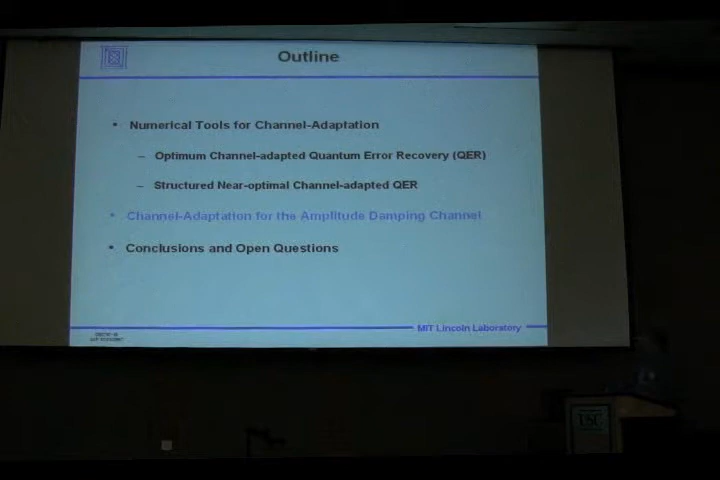 Outline
• Numerical Tools for Channel-Adaptation
– Optimum Channel-adapted Quantum Error Recovery (QER)
– Structured Near-optimal Channel-adapted QER
• Channel-Adaptation for the Amplitude Damping Channel
• Conclusions and Open Questions
MIT Lincoln Laboratory
USC